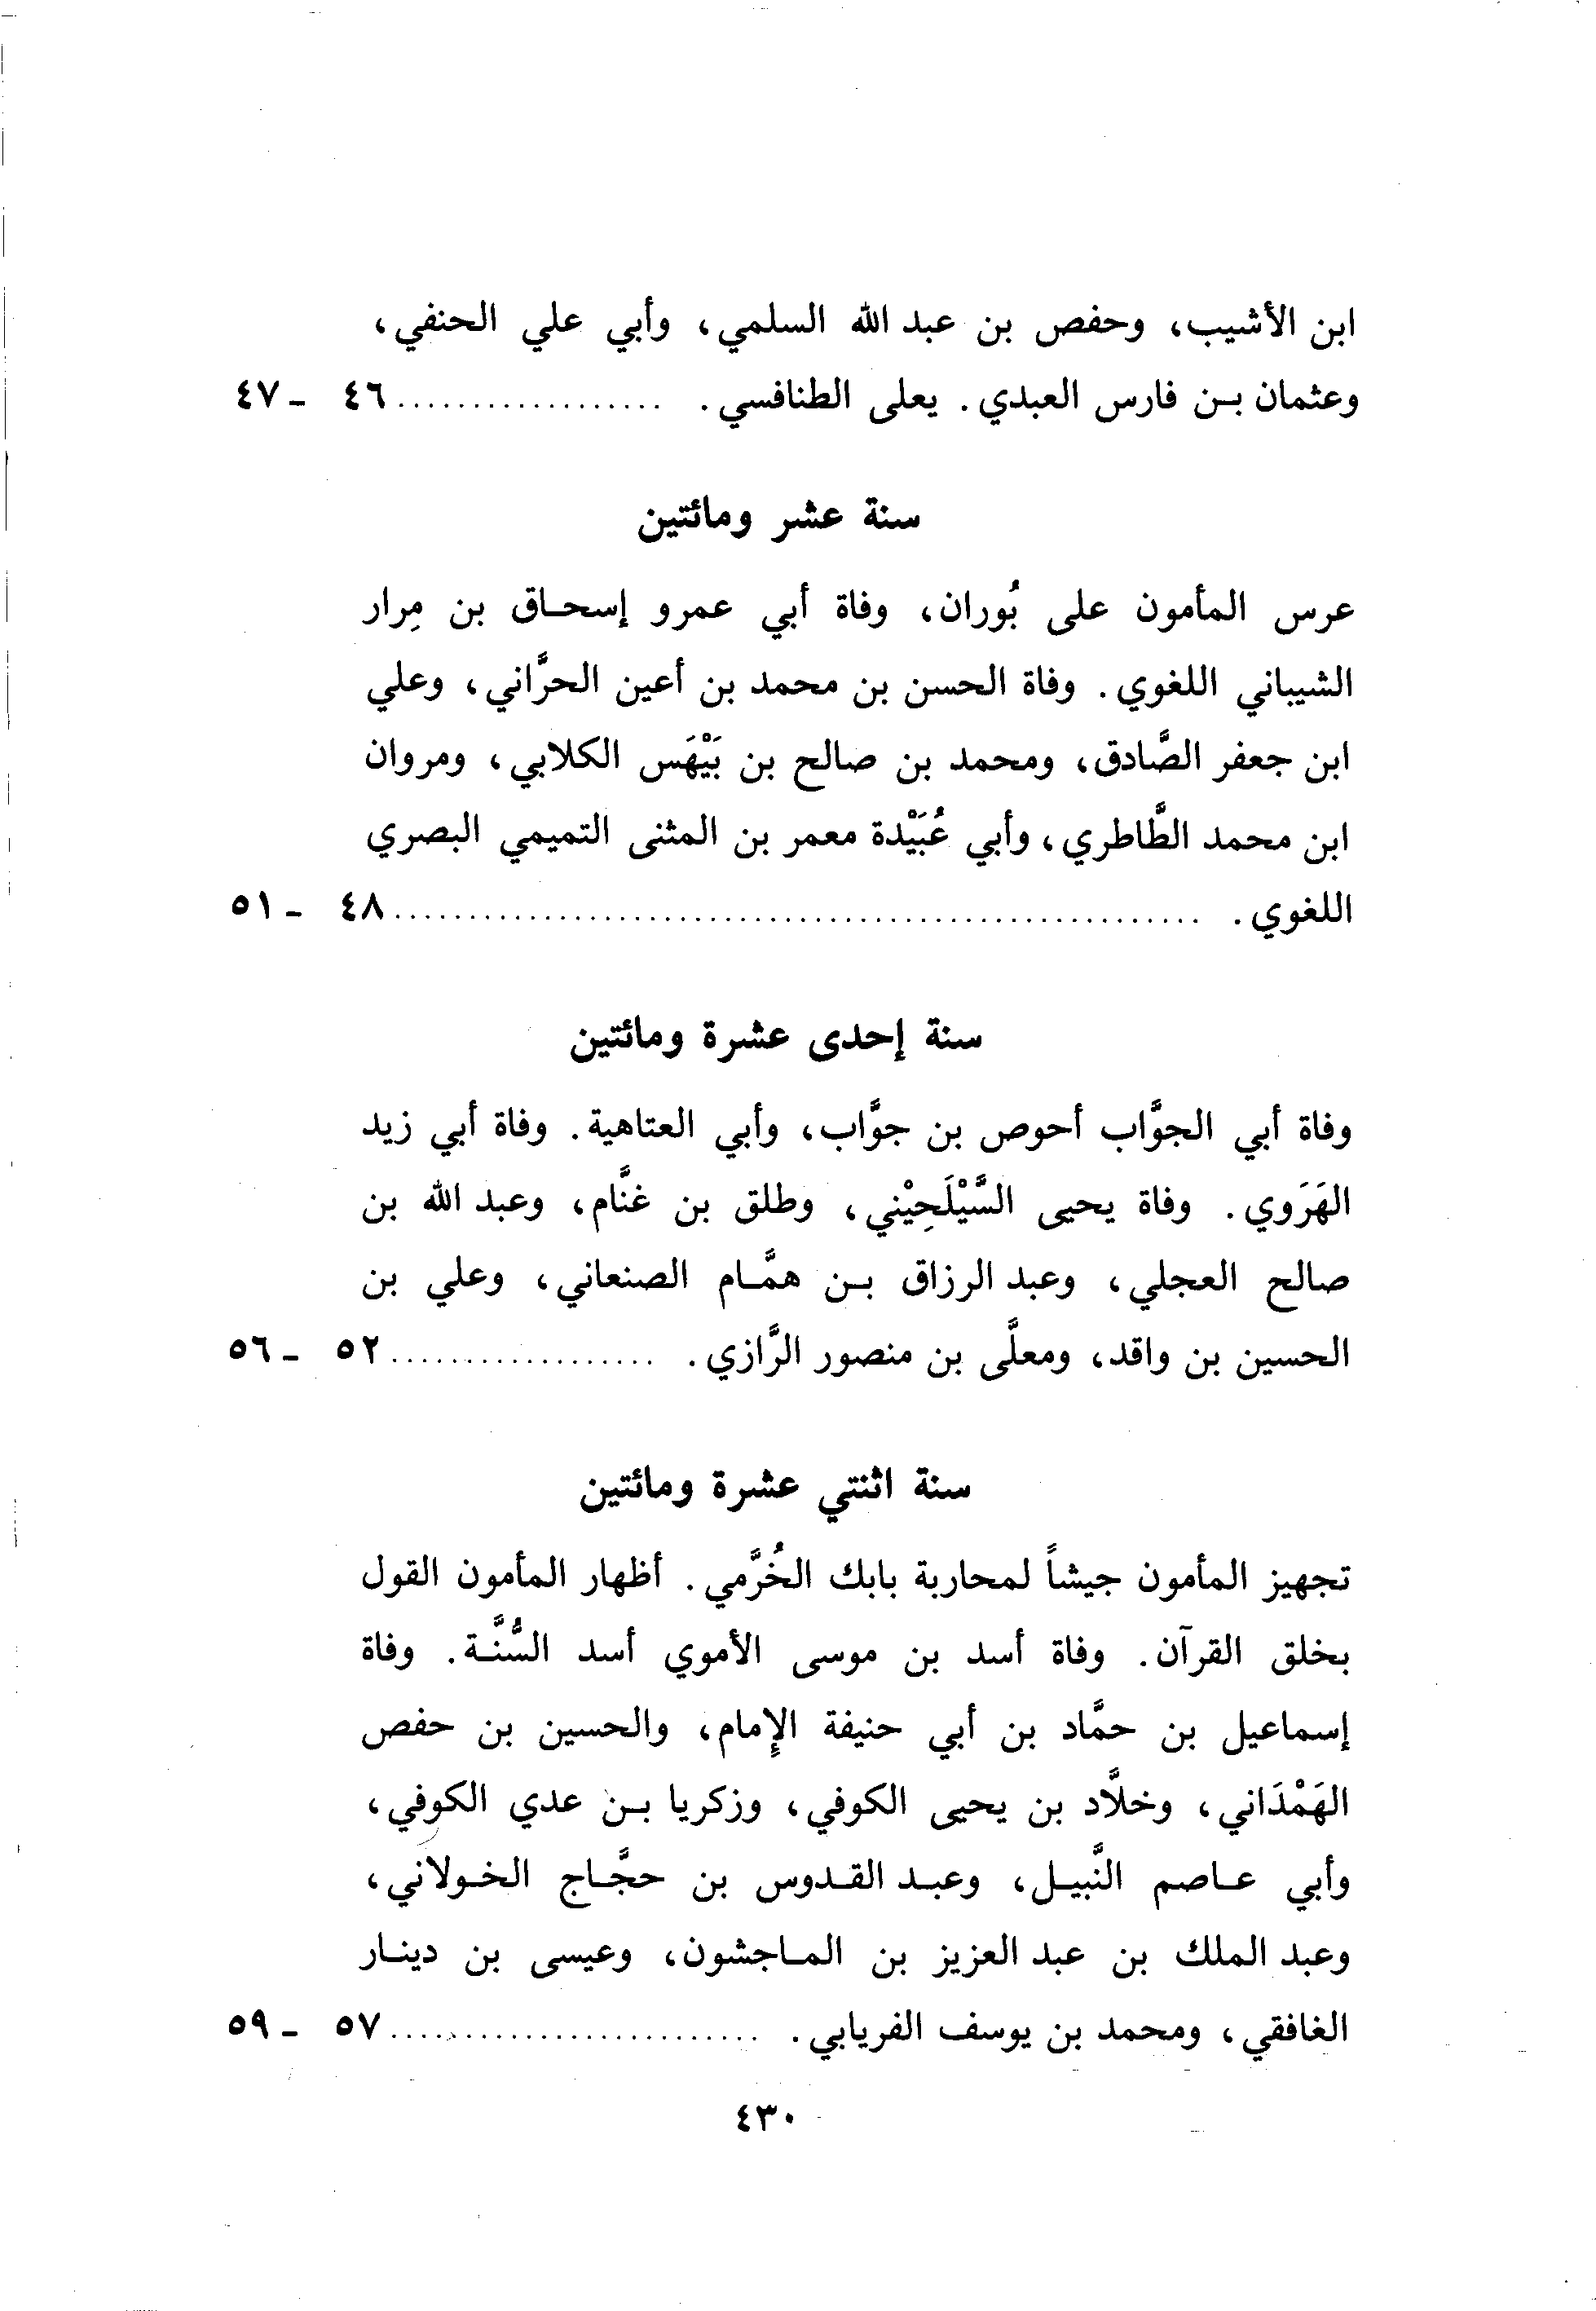 ابن الأشيب، وحفص بن عبد الله السلمي، وأبي علي الحنفي،
وعثمان بن فارس العبدي. يعلى الطنافسي. .................. ٤٦ - ٤٧
سنة عشر ومائتين
عرس المأمون على بُوران، وفاة أبي عمرو إسحاق بن مِرار
الشيباني اللغوي. وفاة الحسن بن محمد بن أعين الحرَّاني، وعلي
ابن جعفر الصَّادق، ومحمد بن صالح بن بَيْهَس الكلابي، ومروان
ابن محمد الطَّاطري، وأبي عُبَيْدة معمر بن المثنى التميمي البصري
اللغوي. ...................................................... ٤٨ - ٥١
سنة إحدى عشرة ومائتين
وفاة أبي الجوَّاب أحوص بن جوَّاب، وأبي العتاهية. وفاة أبي زيد
الهَرَوي. وفاة يحيى السَّيْلَحِيْني، وطلق بن غنَّام، وعبد الله بن
صالح العجلي، وعبد الرزاق بن همَّام الصنعاني، وعلي بن
الحسين بن واقد، ومعلَّى بن منصور الرَّازي. .................. ٥٢ - ٥٦
سنة اثنتي عشرة ومائتين
تجهيز المأمون جيشاً لمحاربة بابك الخُرَّمي. أظهار المأمون القول
بخلق القرآن. وفاة أسد بن موسى الأموي أسد السُّنَّة. وفاة
إسماعيل بن حمَّاد بن أبي حنيفة الإِمام، والحسين بن حفص
الهَمْدَاني، وخلَّاد بن يحيى الكوفي، وزكريا بن عدي الكوفي،
وأبي عاصم النَّبيل، وعبد القدوس بن حجَّاج الخولاني،
وعبد الملك بن عبد العزيز بن الماجشون، وعيسى بن دينار
الغافقي، ومحمد بن يوسف الفريابي. ......................... ٥٧ - ٥٩
٤٣٠